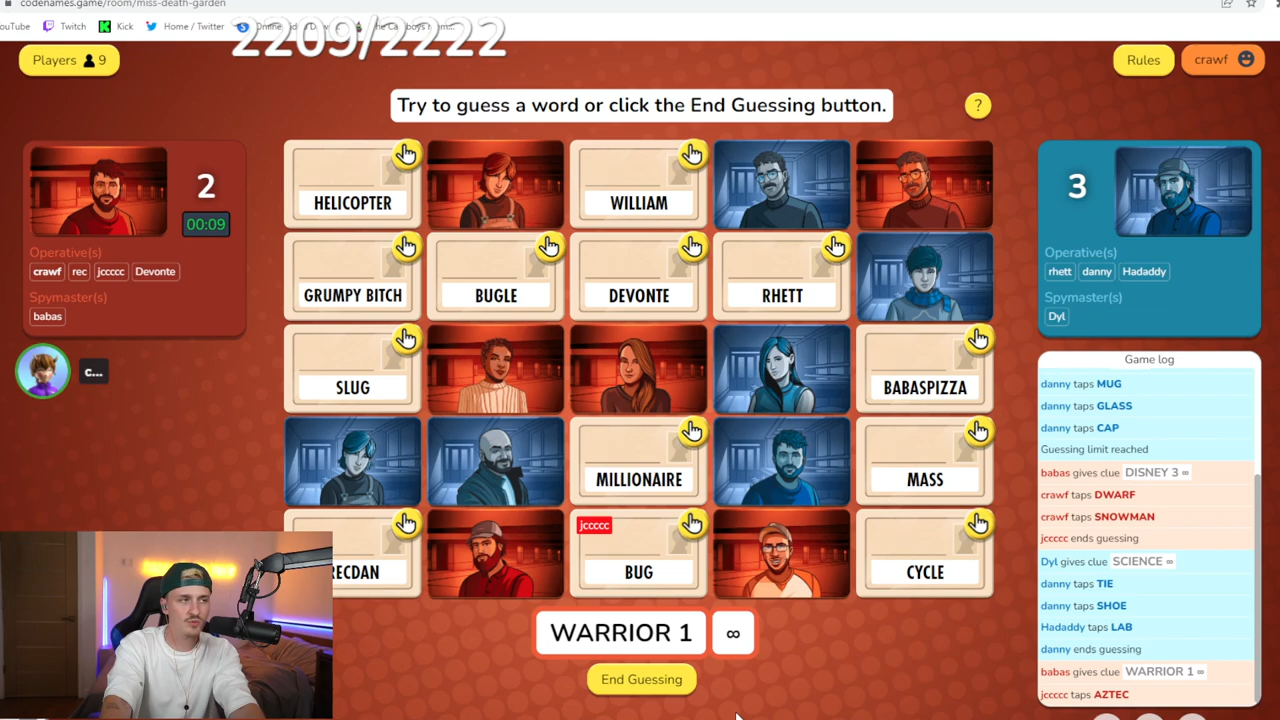 codenames.game/room/miss-death-garden
ouTube
Twitch
Kick
Home / Twitter
2209/2222
Players 9
Rules
crawf
Try to guess a word or click the End Guessing button.
?
2
00:09
Operative(s)
crawf
rec
jccccc
Devonte
Spymaster(s)
babas
c...
HELICOPTER
WILLIAM
GRUMPY BITCH
BUGLE
DEVONTE
RHETT
SLUG
BABASPIZZA
MILLIONAIRE
MASS
RECDAN
jccccc
BUG
CYCLE
WARRIOR 1
∞
End Guessing
3
Operative(s)
rhett
danny
Hadaddy
Spymaster(s)
Dyl
Game log
danny taps MUG
danny taps GLASS
danny taps CAP
Guessing limit reached
babas gives clue DISNEY 3 ∞
crawf taps DWARF
crawf taps SNOWMAN
jccccc ends guessing
Dyl gives clue SCIENCE ∞
danny taps TIE
danny taps SHOE
Hadaddy taps LAB
danny ends guessing
babas gives clue WARRIOR 1 ∞
jccccc taps AZTEC